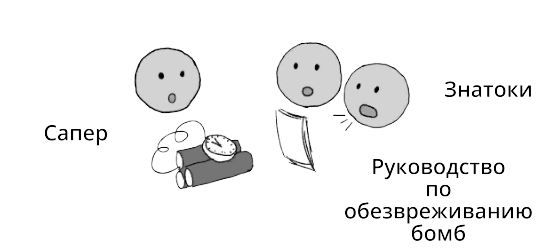 Знатоки
Сапер
Руководство
по
обезвреживанию
бомб